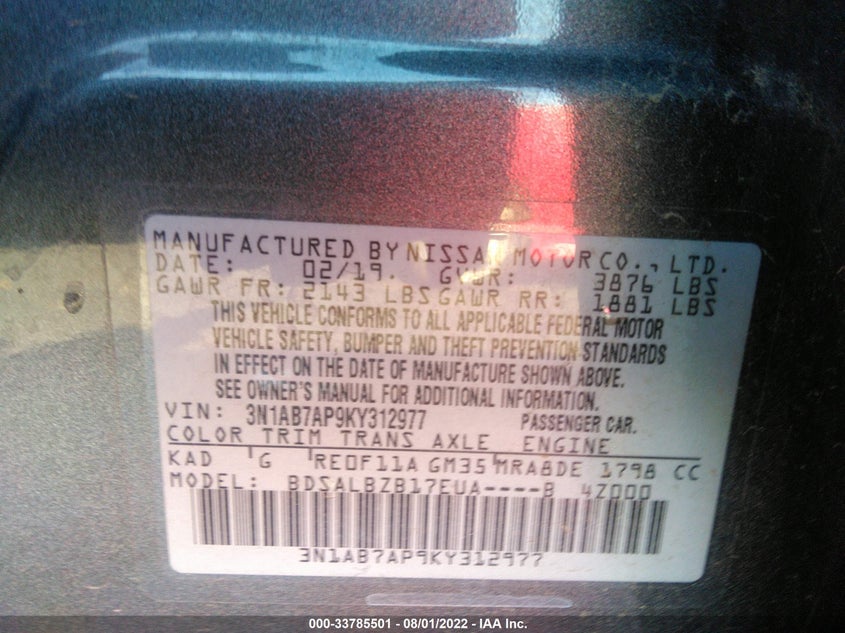 MANUFACTURED BY NISSAN MOTOR CO., LTD.
DATE: 02/19. GVWR: 3876 LBS
GAWR FR: 2143 LBS GAWR RR: 1881 LBS
THIS VEHICLE CONFORMS TO ALL APPLICABLE FEDERAL MOTOR
VEHICLE SAFETY, BUMPER AND THEFT PREVENTION STANDARDS
IN EFFECT ON THE DATE OF MANUFACTURE SHOWN ABOVE.
SEE OWNER'S MANUAL FOR ADDITIONAL INFORMATION.
VIN: 3N1AB7AP9KY312977 PASSENGER CAR.
COLOR TRIM TRANS AXLE ENGINE
KAD G RE0F11A GM35 MRA8DE 1798 CC
MODEL: BDSALBZB17EUA----B 4Z000
3N1AB7AP9KY312977
000-33785501 - 08/01/2022 - IAA Inc.